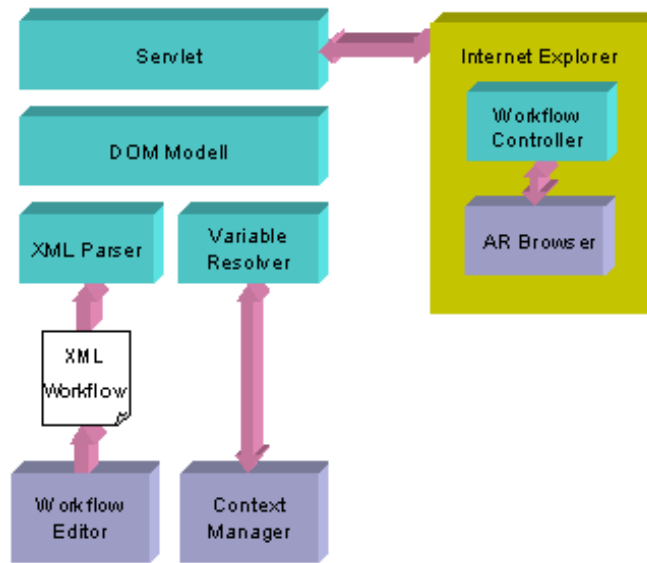 Servlet
Internet Explorer
Workflow
Controller
DOM Modell
XML Parser
Variable
Resolver
AR Browser
XML
Workflow
Workflow
Editor
Context
Manager